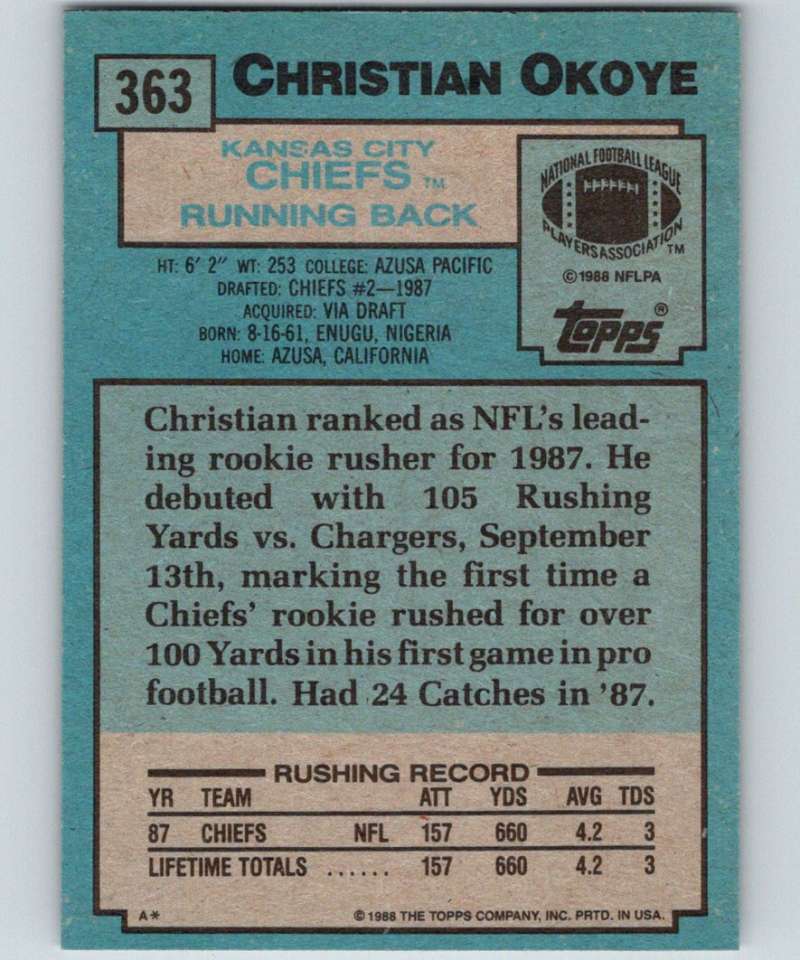 363
CHRISTIAN OKOYE
KANSAS CITY
CHIEFS TM
RUNNING BACK
NATIONAL FOOTBALL LEAGUE
PLAYERS ASSOCIATION TM
© 1988 NFLPA
Topps®
HT: 6' 2" WT: 253 COLLEGE: AZUSA PACIFIC
DRAFTED: CHIEFS #2—1987
ACQUIRED: VIA DRAFT
BORN: 8-16-61, ENUGU, NIGERIA
HOME: AZUSA, CALIFORNIA
Christian ranked as NFL's lead-
ing rookie rusher for 1987. He
debuted with 105 Rushing
Yards vs. Chargers, September
13th, marking the first time a
Chiefs' rookie rushed for over
100 Yards in his first game in pro
football. Had 24 Catches in '87.
RUSHING RECORD
YR TEAM ATT YDS AVG TDS
87 CHIEFS NFL 157 660 4.2 3
LIFETIME TOTALS ...... 157 660 4.2 3
A* © 1988 THE TOPPS COMPANY, INC. PRTD. IN USA.